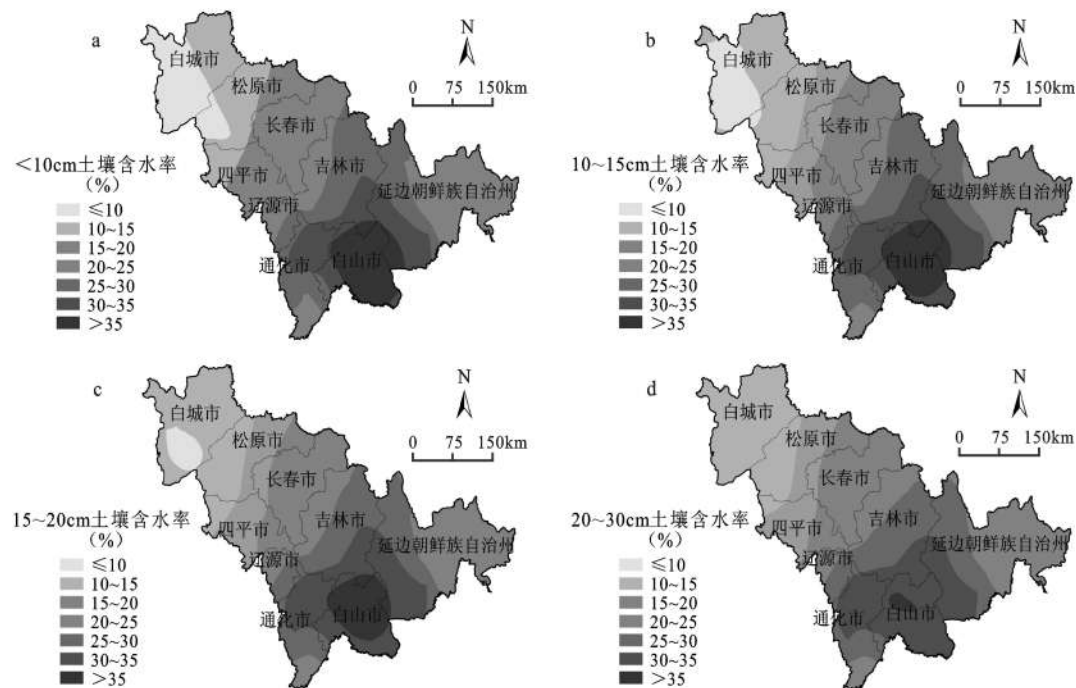 a
N
0 75 150km
白城市
松原市
长春市
四平市
吉林市
辽源市
延边朝鲜族自治州
通化市
白山市
<10cm土壤含水率
(%)
≤10
10~15
15~20
20~25
25~30
30~35
>35
b
N
0 75 150km
白城市
松原市
长春市
四平市
吉林市
辽源市
延边朝鲜族自治州
通化市
白山市
10~15cm土壤含水率
(%)
≤10
10~15
15~20
20~25
25~30
30~35
>35
c
N
0 75 150km
白城市
松原市
长春市
四平市
吉林市
辽源市
延边朝鲜族自治州
通化市
白山市
15~20cm土壤含水率
(%)
≤10
10~15
15~20
20~25
25~30
30~35
>35
d
N
0 75 150km
白城市
松原市
长春市
四平市
吉林市
辽源市
延边朝鲜族自治州
通化市
白山市
20~30cm土壤含水率
(%)
≤10
10~15
15~20
20~25
25~30
30~35
>35